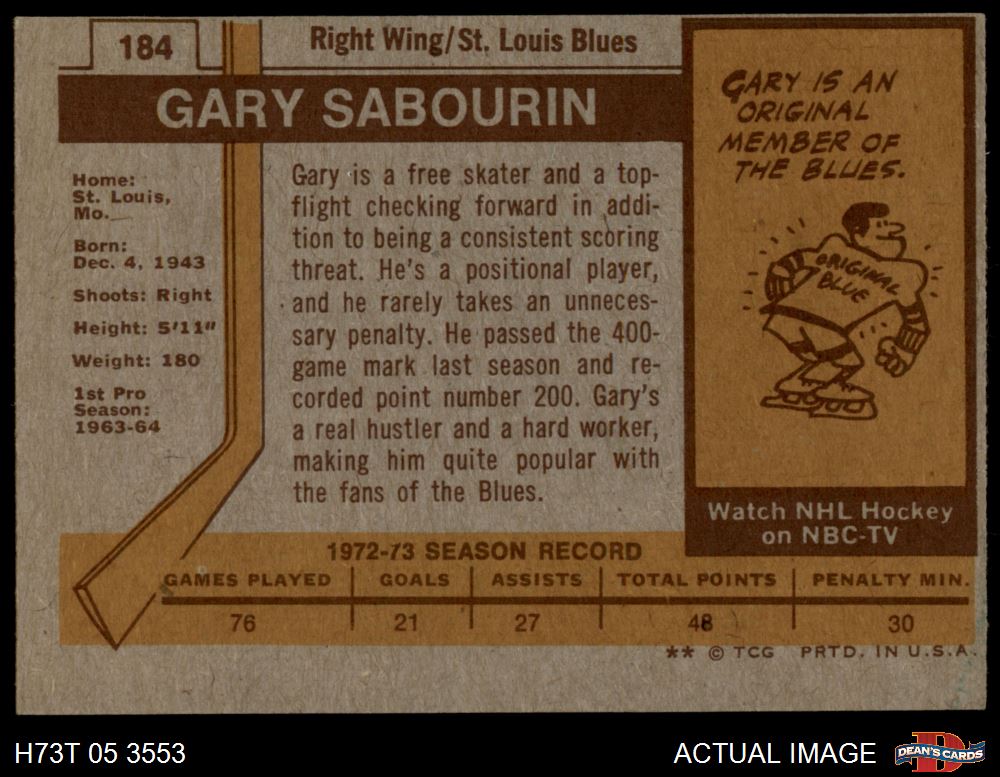 184
Right Wing/St. Louis Blues
GARY SABOURIN
Home:
St. Louis,
Mo.
Born:
Dec. 4, 1943
Shoots: Right
Height: 5'11"
Weight: 180
1st Pro
Season:
1963-64
Gary is a free skater and a top-
flight checking forward in addi-
tion to being a consistent scoring
threat. He's a positional player,
and he rarely takes an unneces-
sary penalty. He passed the 400-
game mark last season and re-
corded point number 200. Gary's
a real hustler and a hard worker,
making him quite popular with
the fans of the Blues.
GARY IS AN
ORIGINAL
MEMBER OF
THE BLUES.
ORIGINAL
BLUE
Watch NHL Hockey
on NBC-TV
1972-73 SEASON RECORD
GAMES PLAYED GOALS ASSISTS TOTAL POINTS PENALTY MIN.
76 21 27 48 30
** © TCG PRTD. IN U.S.A.
H73T 05 3553
ACTUAL IMAGE
D
DEAN'S CARDS